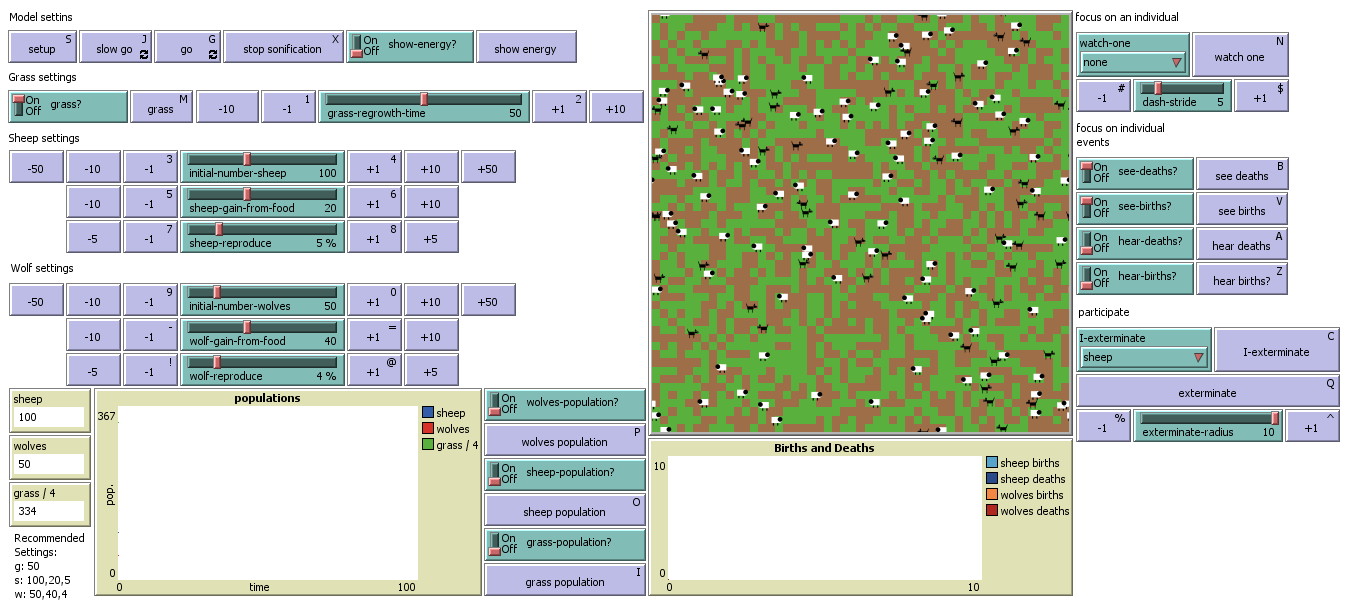 Model settins
setup S
slow go J
go G
stop sonification X
On
Off
show-energy?
show energy
Grass settings
On
Off
grass?
grass M
-10
-1 1
grass-regrowth-time 50
+1 2
+10
Sheep settings
-50
-10
-1 3
initial-number-sheep 100
+1 4
+10
+50
-10
-1 5
sheep-gain-from-food 20
+1 6
+10
-5
-1 7
sheep-reproduce 5 %
+1 8
+5
Wolf settings
-50
-10
-1 9
initial-number-wolves 50
+1 0
+10
+50
-10
-1 -
wolf-gain-from-food 40
+1 =
+10
-5
-1 !
wolf-reproduce 4 %
+1 @
+5
sheep
100
wolves
50
grass / 4
334
Recommended
Settings:
g: 50
s: 100,20,5
w: 50,40,4
populations
367
pop.
0
0
time
100
sheep
wolves
grass / 4
On
Off
wolves-population?
wolves population P
On
Off
sheep-population?
sheep population O
On
Off
grass-population?
grass population I
Births and Deaths
10
0
0
10
sheep births
sheep deaths
wolves births
wolves deaths
focus on an individual
watch-one
none
watch one N
-1 #
dash-stride 5
+1 $
focus on individual
events
On
Off
see-deaths?
see deaths B
On
Off
see-births?
see births V
On
Off
hear-deaths?
hear deaths A
On
Off
hear-births?
hear births? Z
participate
I-exterminate
sheep
I-exterminate C
exterminate Q
-1 %
exterminate-radius 10
+1 ^